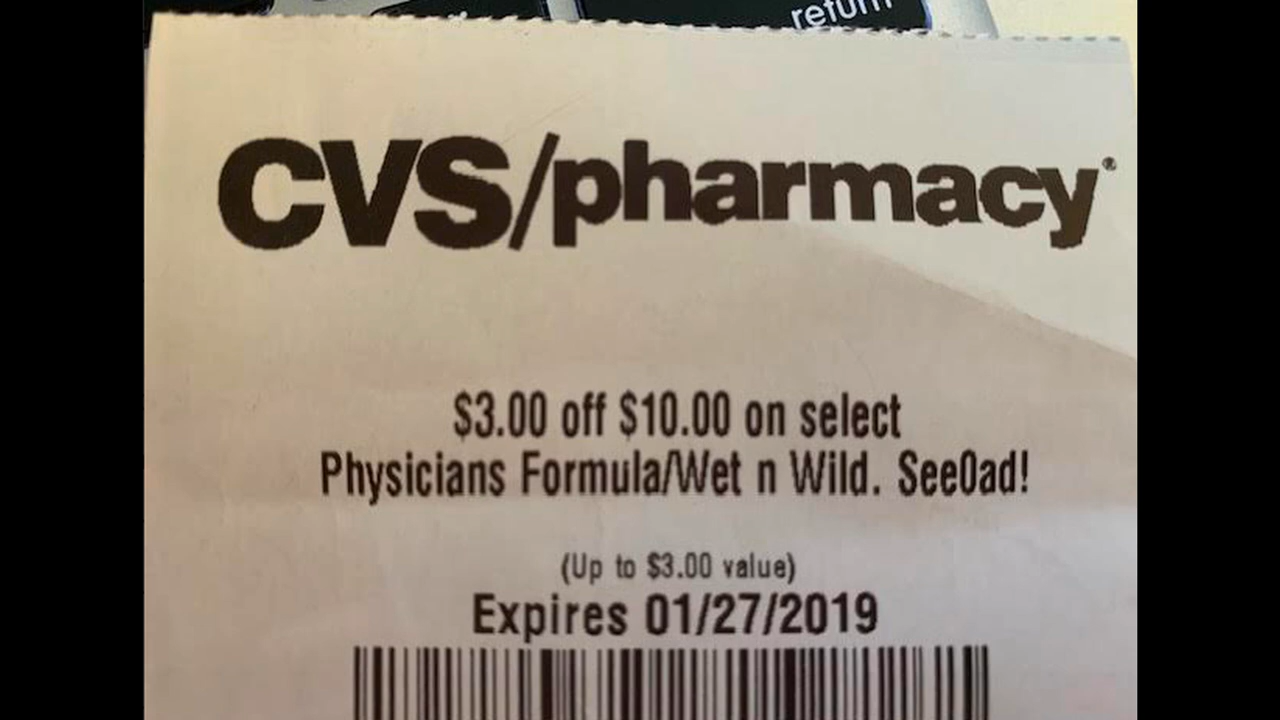 return
CVS/pharmacy®
$3.00 off $10.00 on select
Physicians Formula/Wet n Wild. See0ad!
(Up to $3.00 value)
Expires 01/27/2019